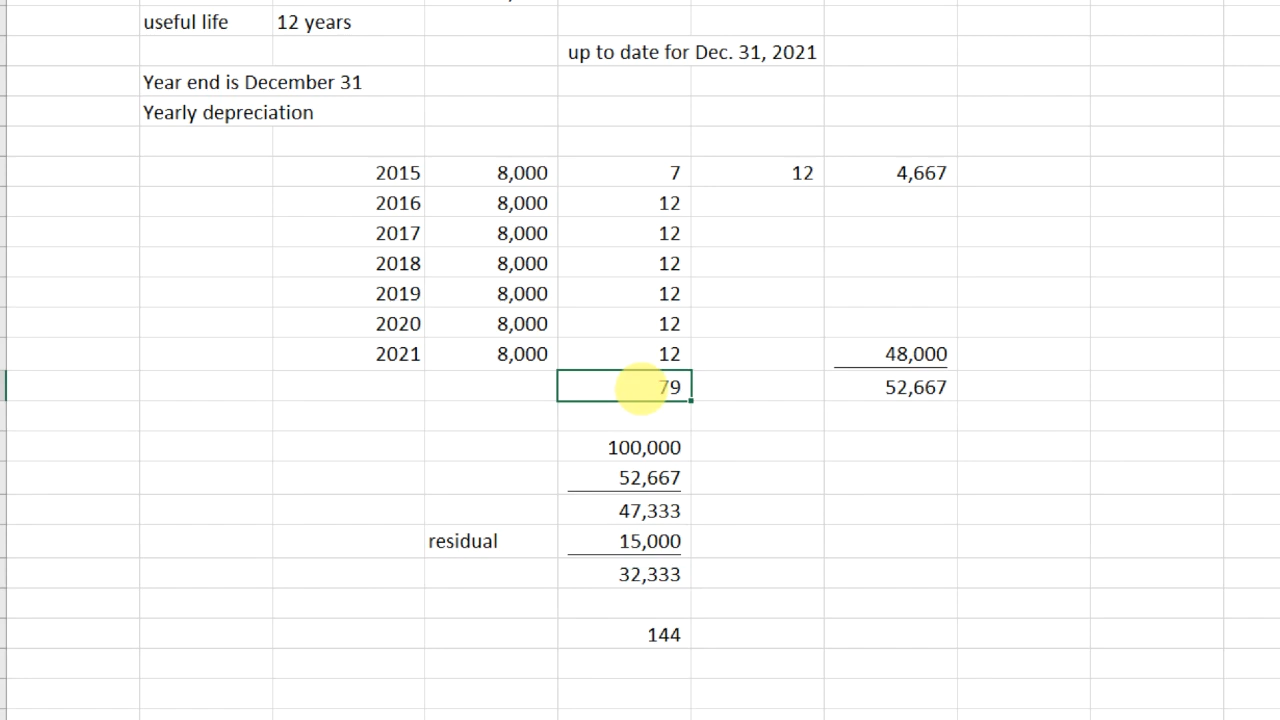 useful life 12 years
up to date for Dec. 31, 2021
Year end is December 31
Yearly depreciation
2015 8,000 7 12 4,667
2016 8,000 12
2017 8,000 12
2018 8,000 12
2019 8,000 12
2020 8,000 12
2021 8,000 12 48,000
79 52,667
100,000
52,667
47,333
residual 15,000
32,333
144